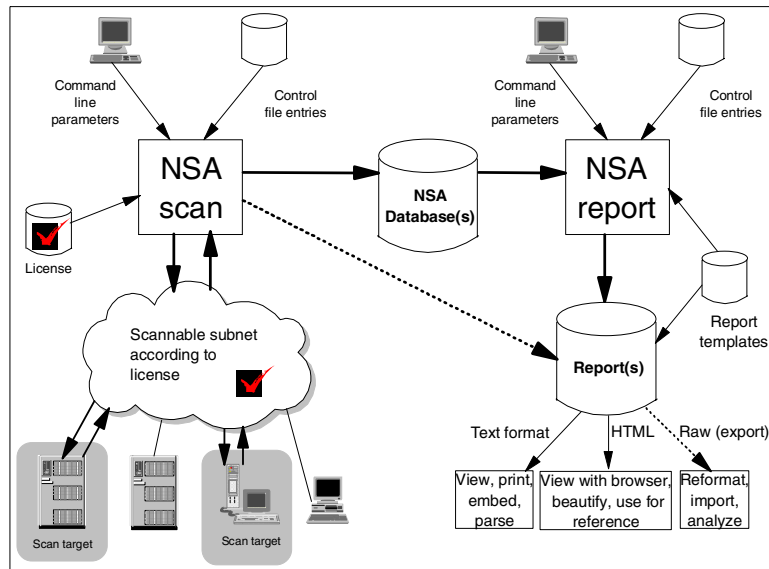 Command
line
parameters
Control
file entries
Command
line
parameters
Control
file entries
NSA
scan
NSA
Database(s)
NSA
report
License
Scannable subnet
according to
license
Report
templates
Report(s)
Text format
HTML
Raw (export)
View, print,
embed,
parse
View with browser,
beautify, use for
reference
Reformat,
import,
analyze
Scan target
Scan target